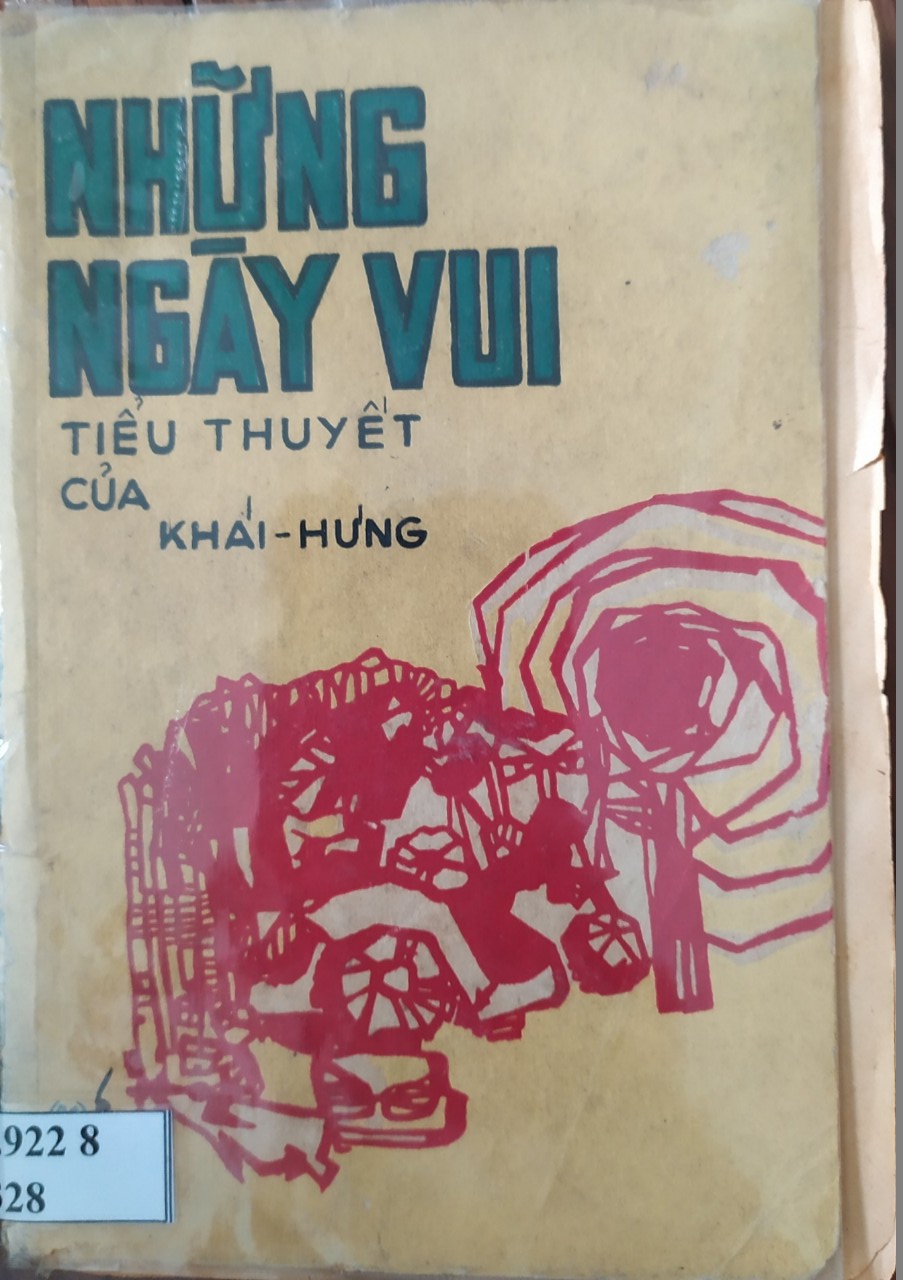 NHỮNG
NGÀY VUI
TIỂU THUYẾT
CỦA
KHÁI-HƯNG
922 8
28